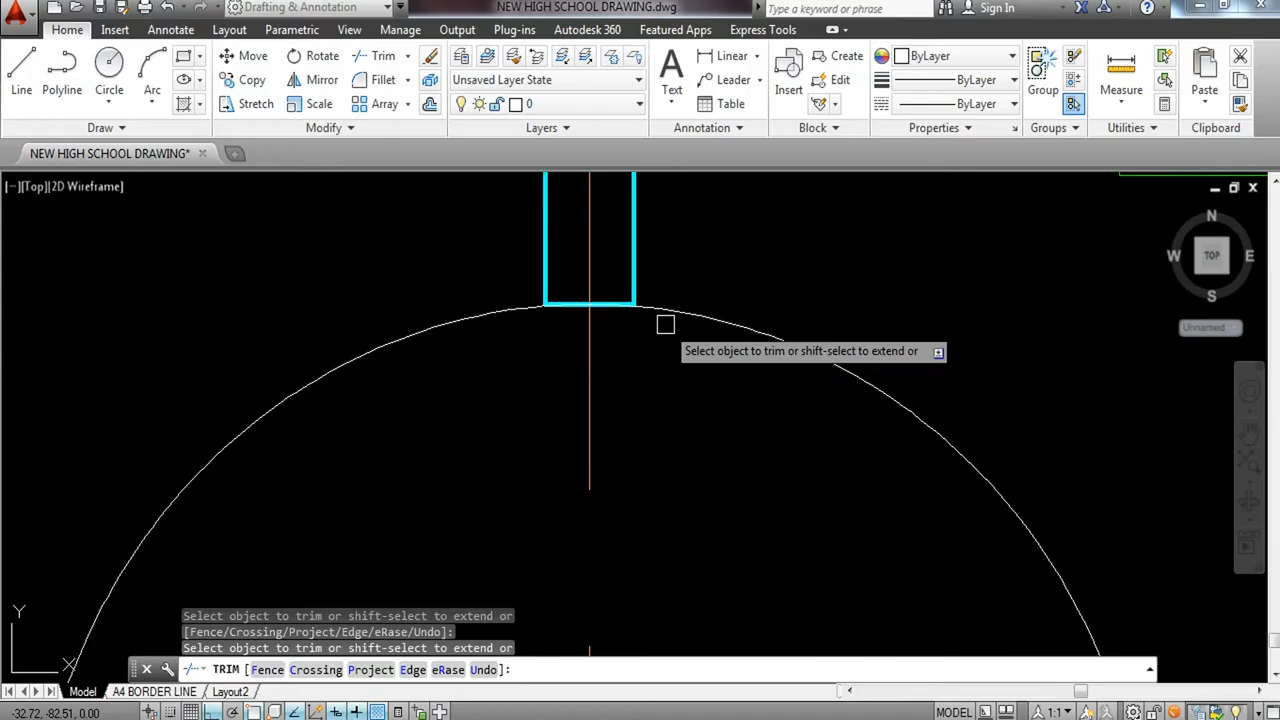 Drafting & Annotation
NEW HIGH SCHOOL DRAWING.dwg
Type a keyword or phrase
Sign In
Home Insert Annotate Layout Parametric View Manage Output Plug-ins Autodesk 360 Featured Apps Express Tools
Move Rotate Trim
Unsaved Layer State
Linear
Create
ByLayer
Copy Mirror Fillet
Leader
Edit
ByLayer
Line Polyline Circle Arc
Text
Insert
Group Measure Paste
Stretch Scale Array
0
Table
ByLayer
Draw Modify Layers Annotation Block Properties Groups Utilities Clipboard
NEW HIGH SCHOOL DRAWING*
[−][Top][2D Wireframe]
N
W TOP E
S
Unnamed
Select object to trim or shift-select to extend or
Y
X
Select object to trim or shift-select to extend or
[Fence/Crossing/Project/Edge/eRase/Undo]:
Select object to trim or shift-select to extend or
TRIM [Fence Crossing Project Edge eRase Undo]:
Model A4 BORDER LINE Layout2
-32.72, -82.51, 0.00
MODEL
1:1